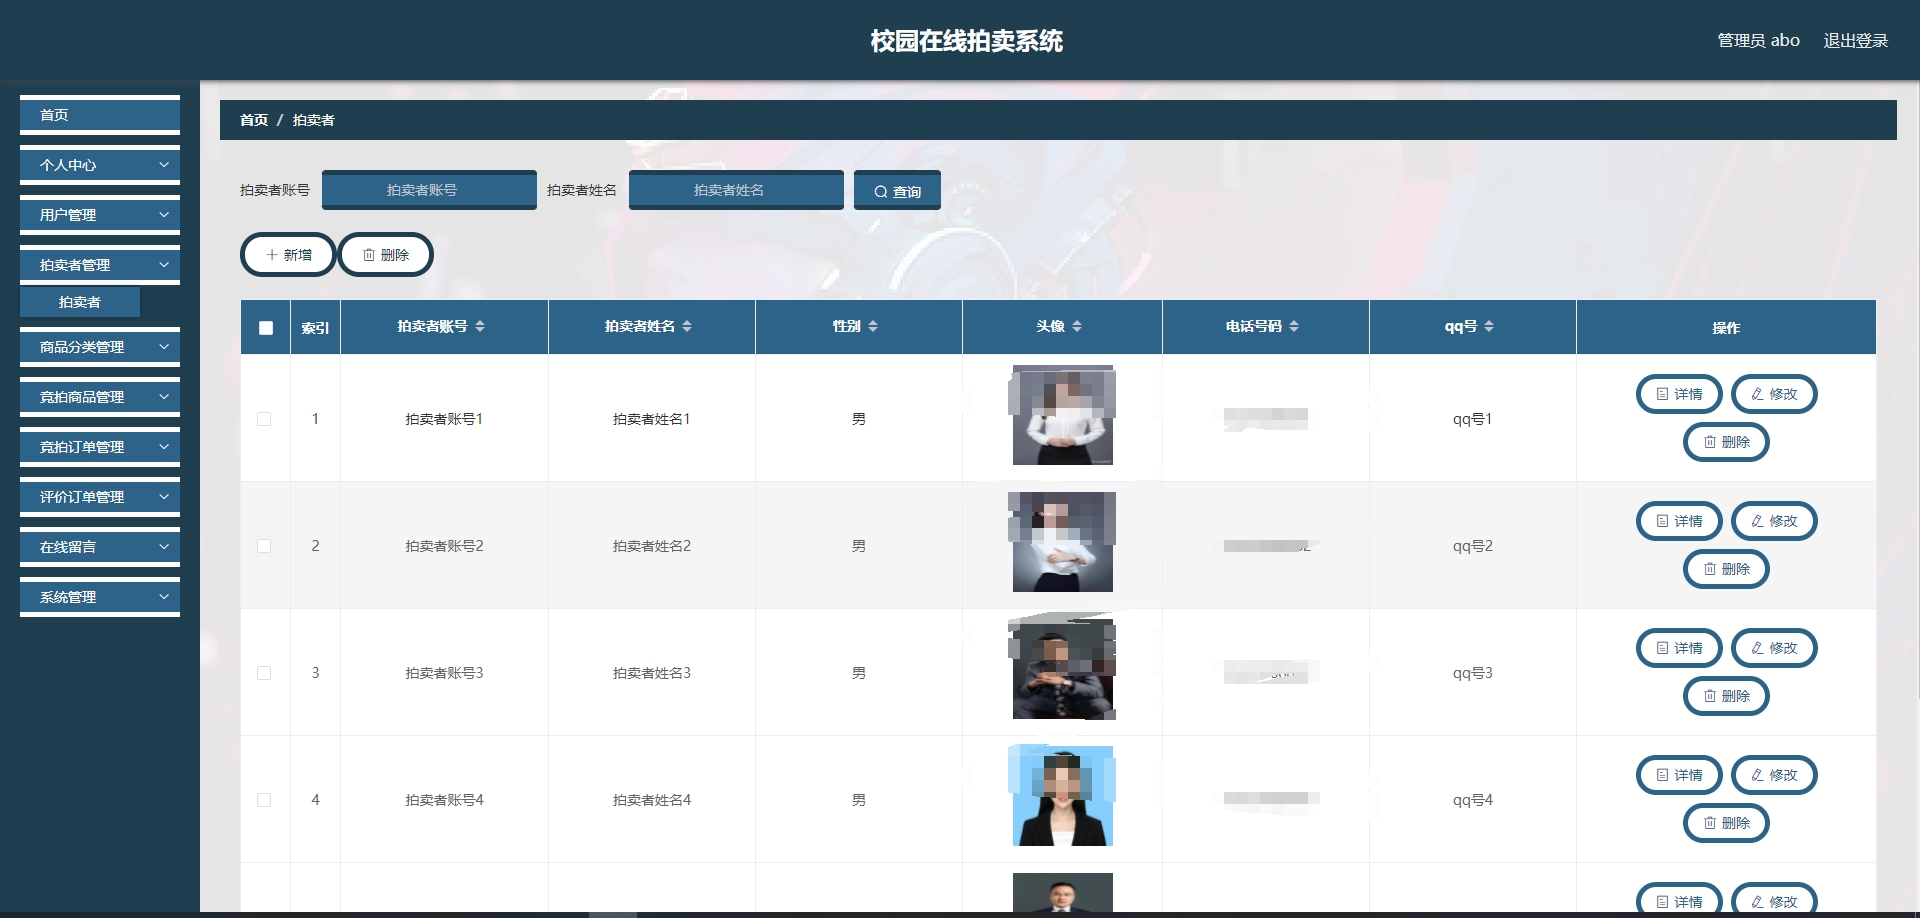 校园在线拍卖系统
管理员 abo
退出登录
首页
个人中心
用户管理
拍卖者管理
拍卖者
商品分类管理
竞拍商品管理
竞拍订单管理
评价订单管理
在线留言
系统管理
首页 / 拍卖者
拍卖者账号 拍卖者账号 拍卖者姓名 拍卖者姓名 查询
新增 删除
索引 拍卖者账号 拍卖者姓名 性别 头像 电话号码 qq号 操作
1 拍卖者账号1 拍卖者姓名1 男 qq号1 详情 修改
删除
2 拍卖者账号2 拍卖者姓名2 男 qq号2 详情 修改
删除
3 拍卖者账号3 拍卖者姓名3 男 qq号3 详情 修改
删除
4 拍卖者账号4 拍卖者姓名4 男 qq号4 详情 修改
删除
详情 修改